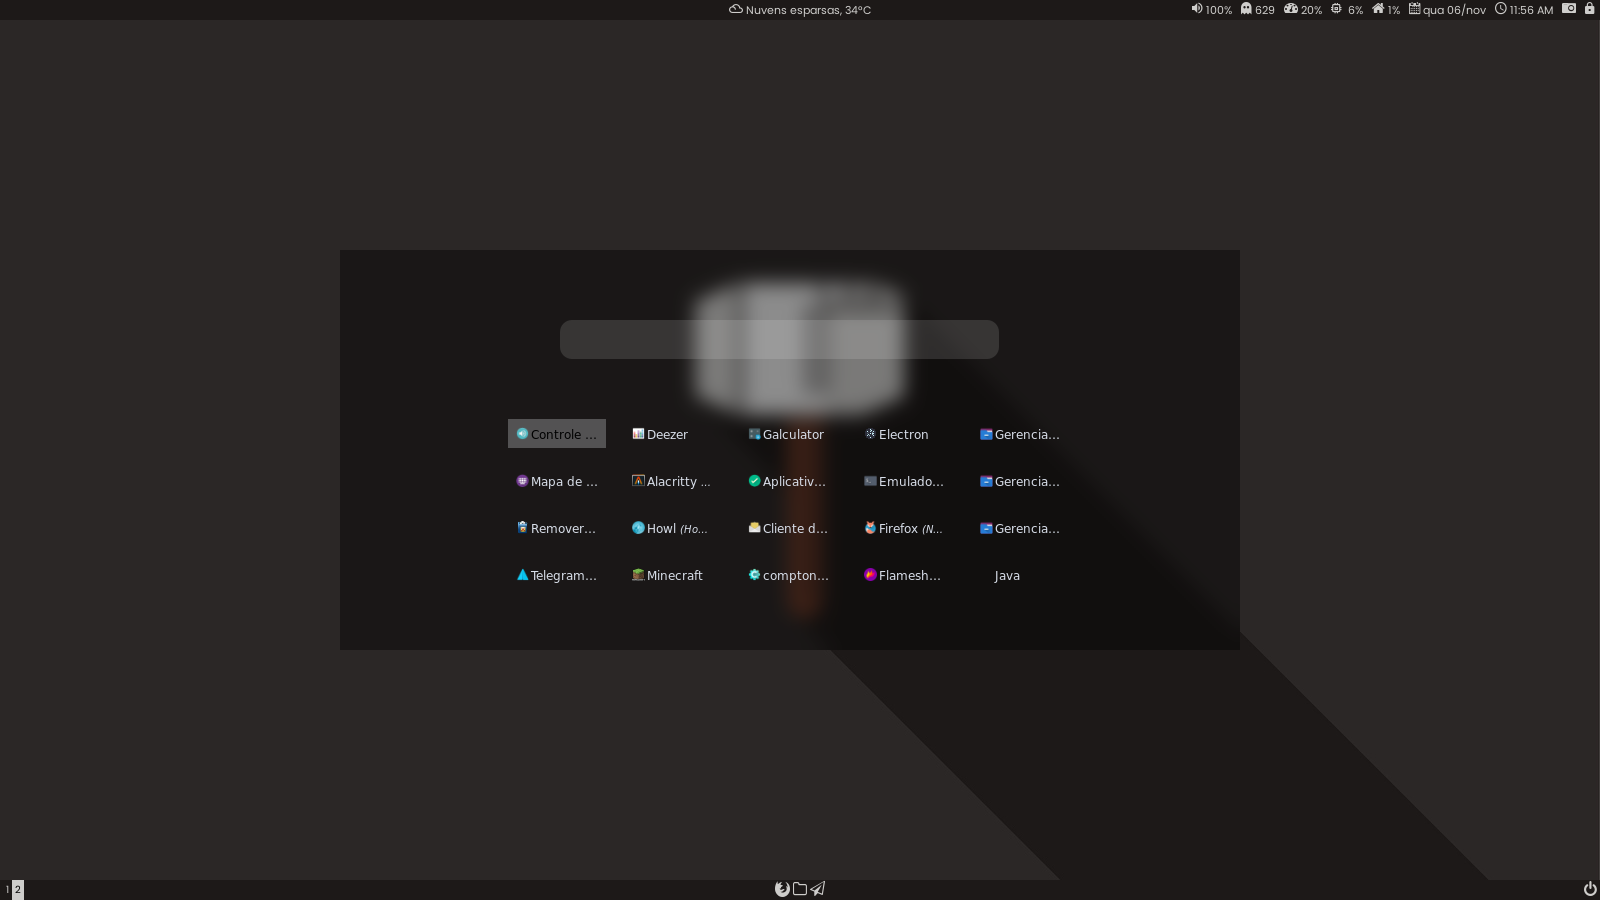 Nuvens esparsas, 34°C
100% 629 20% 6% 1% qua 06/nov 11:56 AM
Controle ... Deezer Galculator Electron Gerencia...
Mapa de ... Alacritty ... Aplicativ... Emulado... Gerencia...
Remover... Howl (Ho... Cliente d... Firefox (N... Gerencia...
Telegram... Minecraft compton... Flamesh... Java
1 2